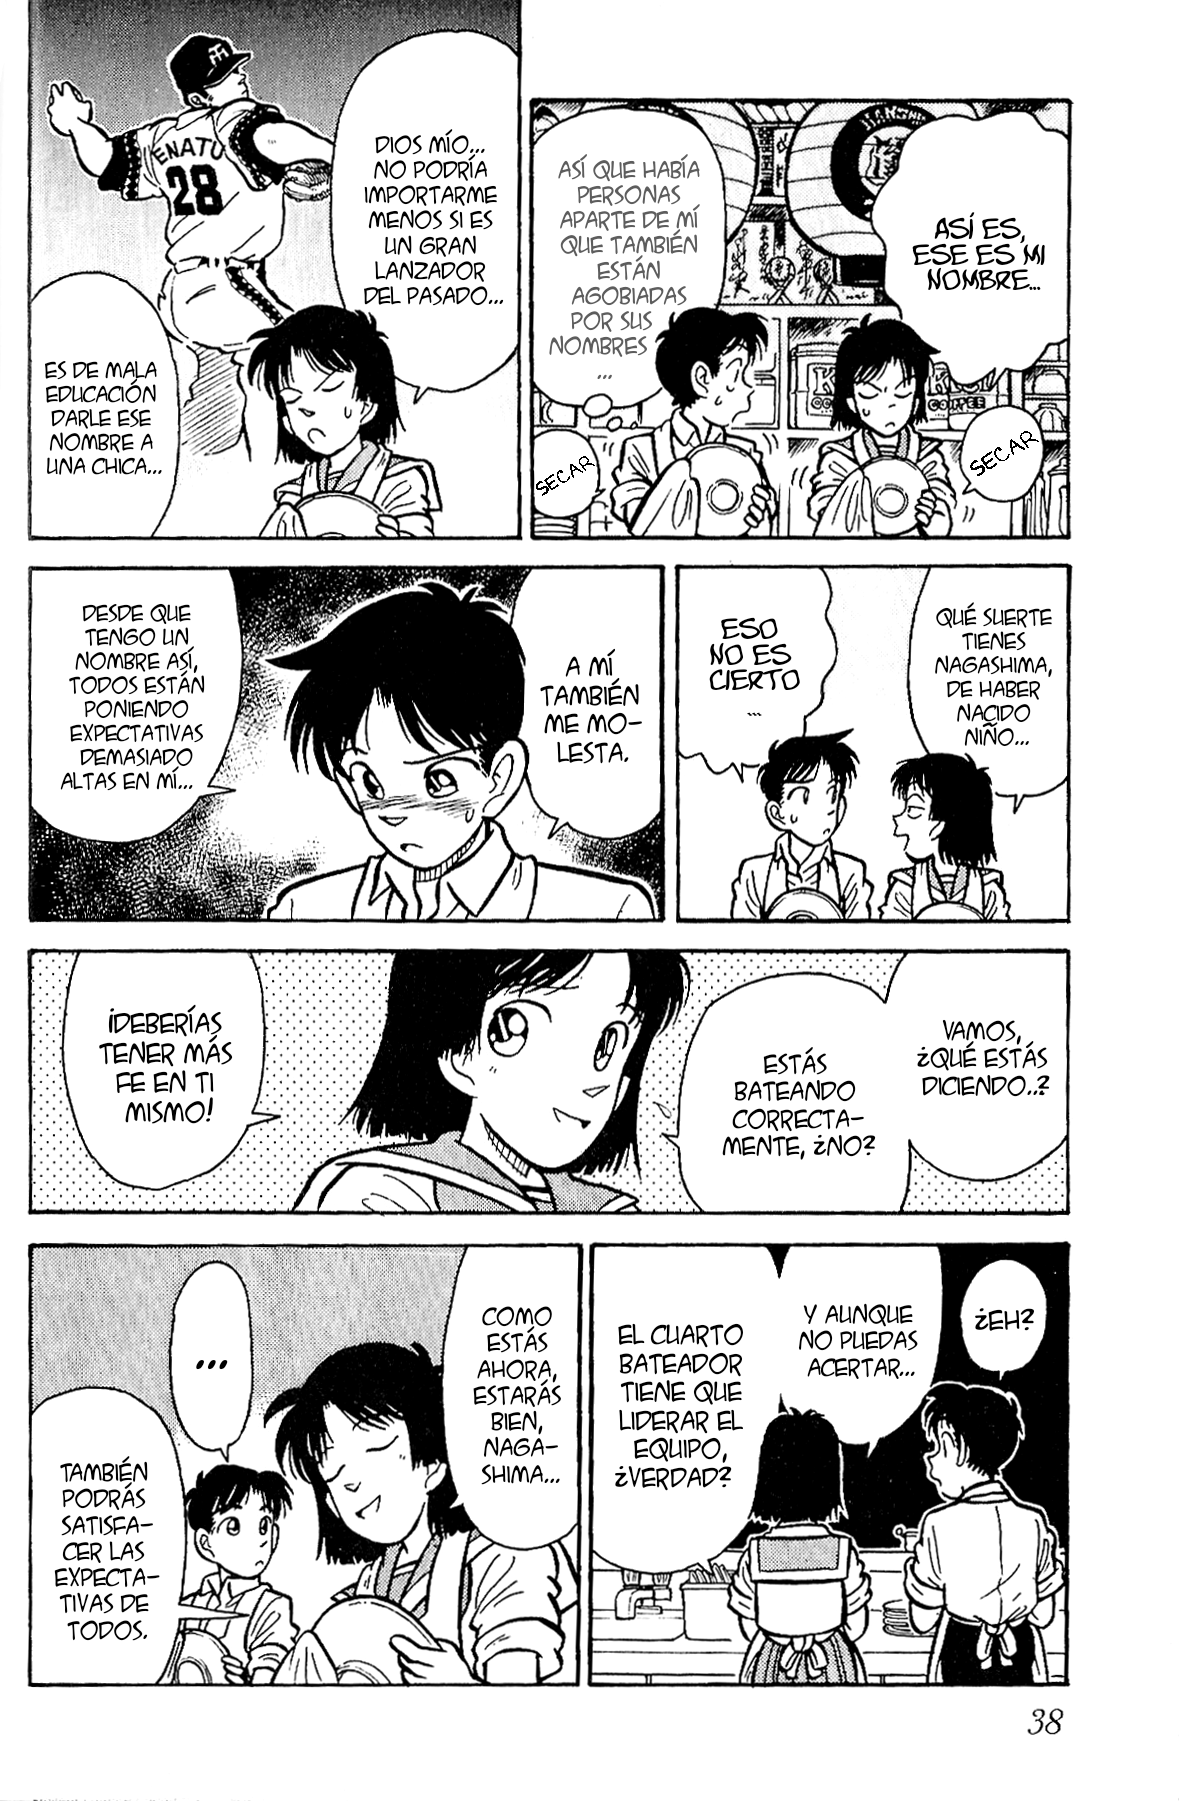 ASÍ ES,
ESE ES MI
NOMBRE...
ASÍ QUE HABÍA
PERSONAS
APARTE DE MÍ
QUE TAMBIÉN
ESTÁN
AGOBIADAS
POR SUS
NOMBRES
...
SECAR
SECAR
COFFEE
DIOS MÍO...
NO PODRÍA
IMPORTARME
MENOS SI ES
UN GRAN
LANZADOR
DEL PASADO...
ENATU
28
ES DE MALA
EDUCACIÓN
DARLE ESE
NOMBRE A
UNA CHICA...
QUÉ SUERTE
TIENES
NAGASHIMA,
DE HABER
NACIDO
NIÑO...
ESO
NO ES
CIERTO
...
A MÍ
TAMBIÉN
ME MO-
LESTA.
DESDE QUE
TENGO UN
NOMBRE ASÍ,
TODOS ESTÁN
PONIENDO
EXPECTATIVAS
DEMASIADO
ALTAS EN MÍ...
VAMOS,
¿QUÉ ESTÁS
DICIENDO..?
ESTÁS
BATEANDO
CORRECTA-
MENTE, ¿NO?
¡DEBERÍAS
TENER MÁS
FE EN TI
MISMO!
¿EH?
Y AUNQUE
NO PUEDAS
ACERTAR...
EL CUARTO
BATEADOR
TIENE QUE
LIDERAR EL
EQUIPO,
¿VERDAD?
COMO
ESTÁS
AHORA,
ESTARÁS
BIEN,
NAGA-
SHIMA...
...
TAMBIÉN
PODRÁS
SATISFA-
CER LAS
EXPECTA-
TIVAS DE
TODOS.
38